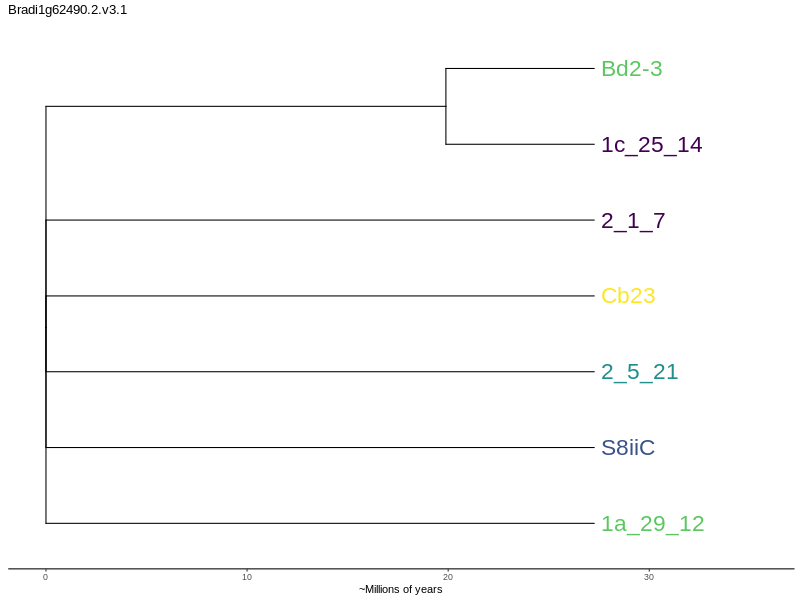 Bradi1g62490.2.v3.1
Bd2-3
1c_25_14
2_1_7
Cb23
2_5_21
S8iiC
1a_29_12
0 10 20 30
~Millions of years